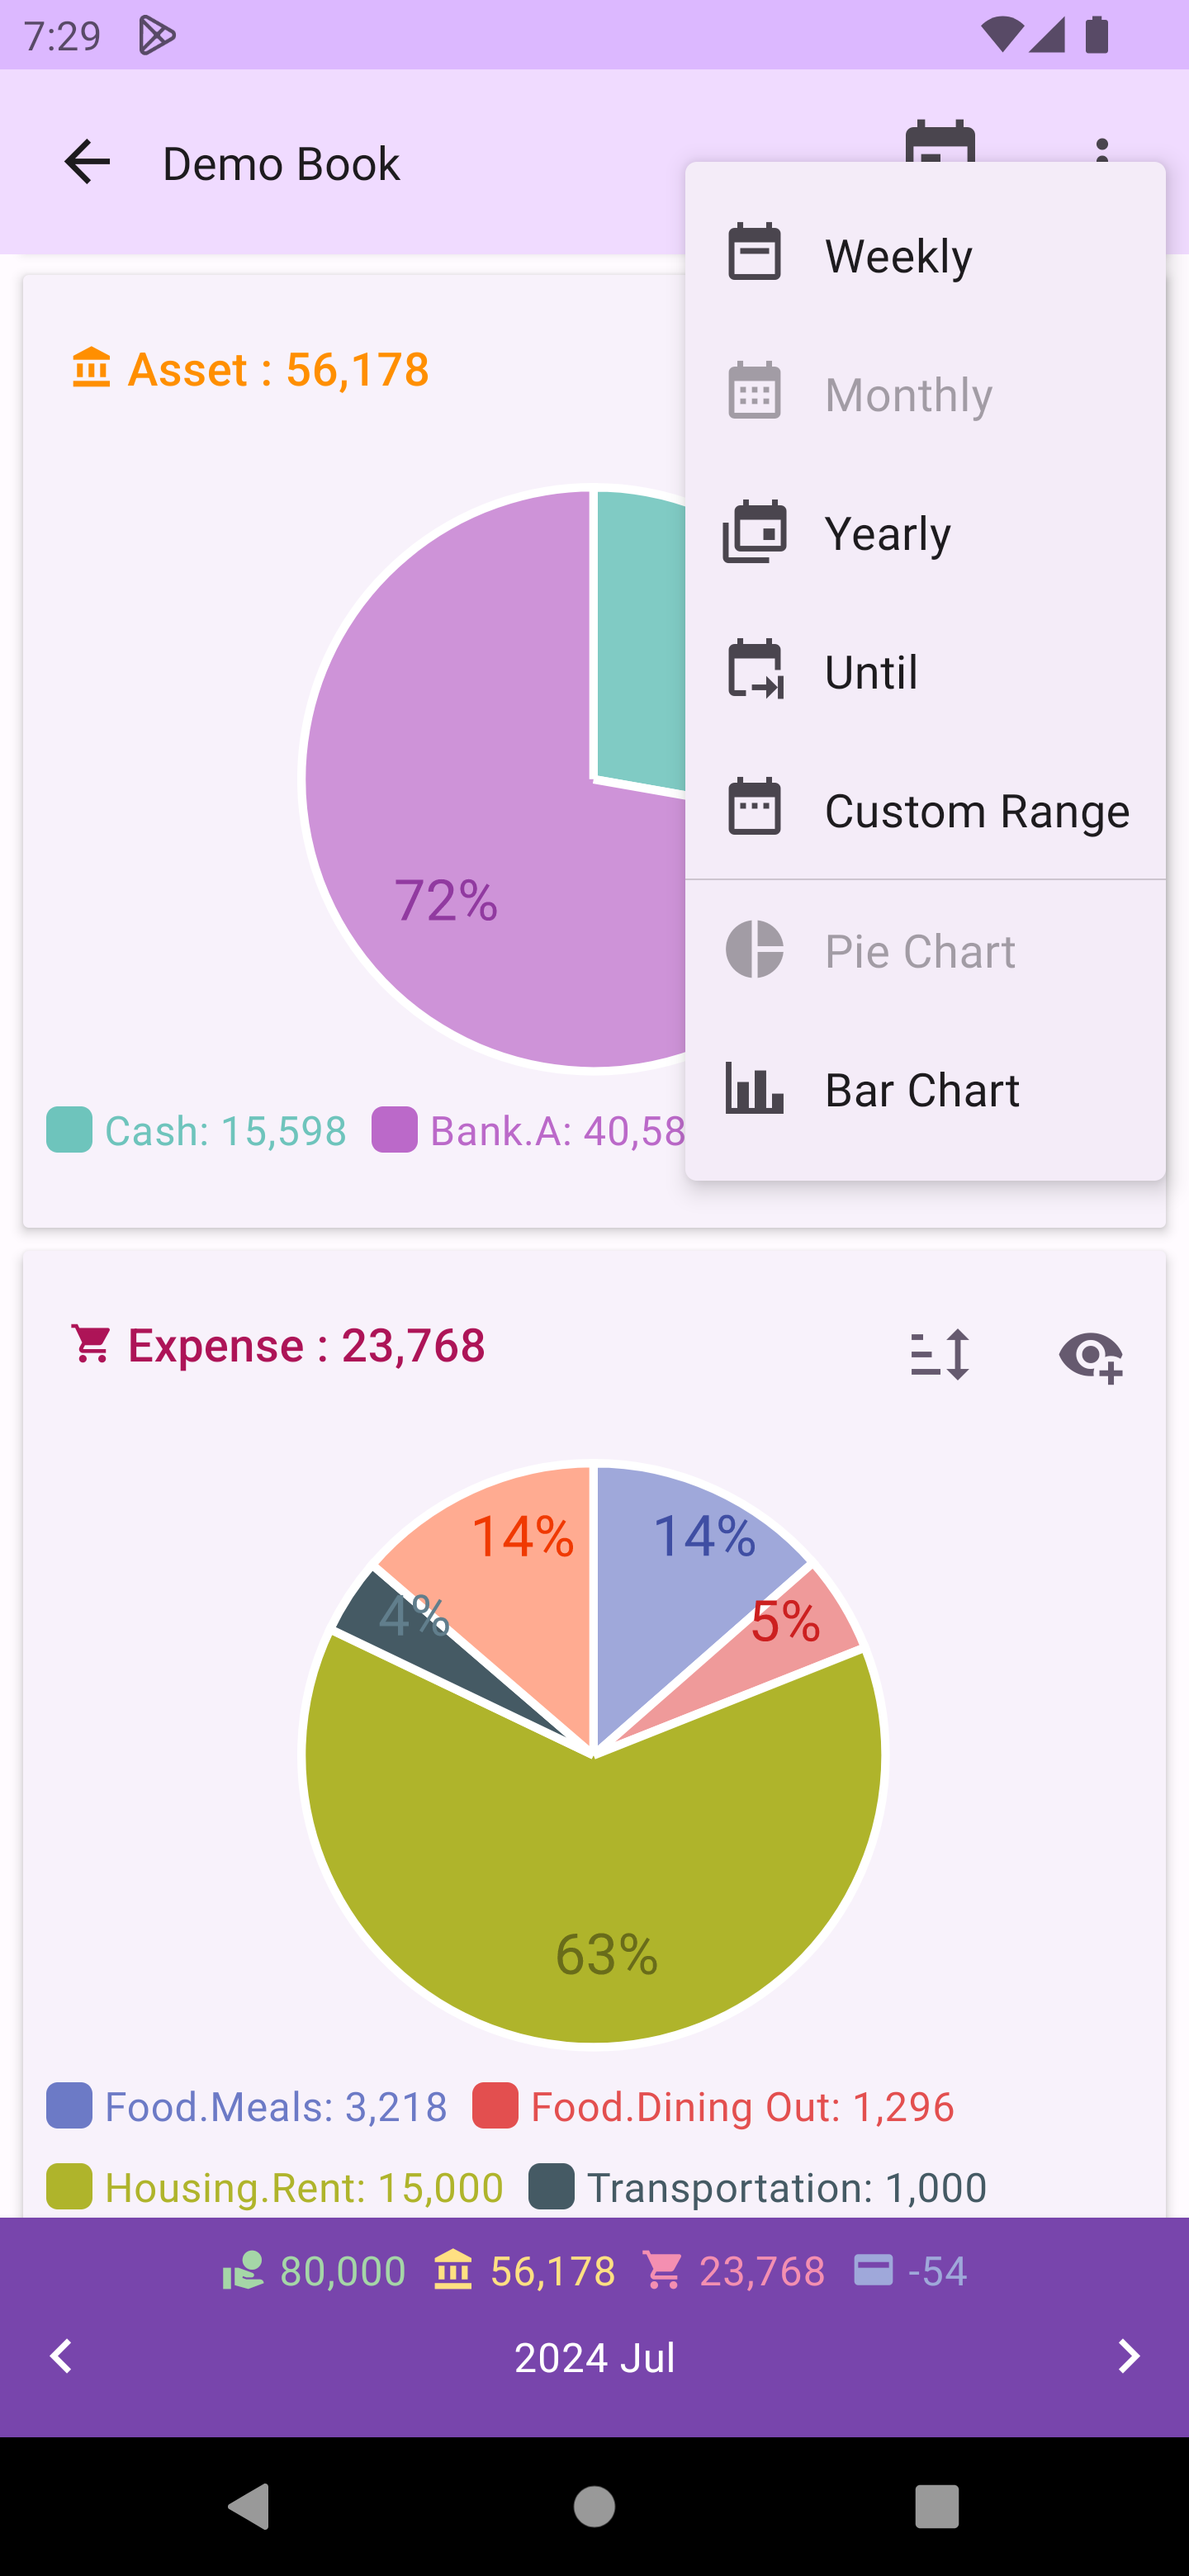 7:29
Demo Book
Weekly
Monthly
Yearly
Until
Custom Range
Pie Chart
Bar Chart
Asset : 56,178
72%
Cash: 15,598 Bank.A: 40,58
Expense : 23,768
14% 14%
4% 5%
63%
Food.Meals: 3,218 Food.Dining Out: 1,296
Housing.Rent: 15,000 Transportation: 1,000
80,000 56,178 23,768 -54
2024 Jul